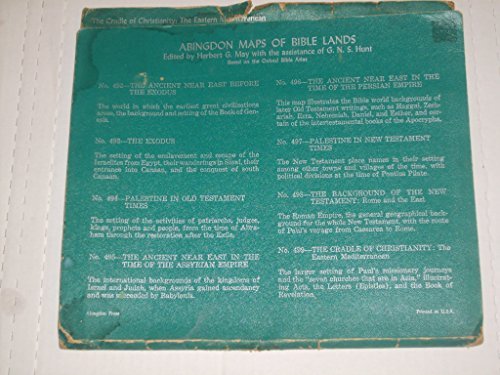 The Cradle of Christianity: The Eastern Mediterranean
ABINGDON MAPS OF BIBLE LANDS
Edited by Herbert G. May with the assistance of G. N. S. Hunt
Based on the Oxford Bible Atlas
No. 492—THE ANCIENT NEAR EAST BEFORE
THE EXODUS
The world in which the earliest great civilizations
arose, the background and setting of the Book of Gen-
esis.
No. 493—THE EXODUS
The setting of the enslavement and escape of the
Israelites from Egypt, their wanderings in Sinai, their
entrance into Canaan, and the conquest of south
Canaan.
No. 494—PALESTINE IN OLD TESTAMENT
TIMES
The setting of the activities of patriarchs, judges,
kings, prophets and people, from the time of Abra-
ham through the restoration after the Exile.
No. 495—THE ANCIENT NEAR EAST IN THE
TIME OF THE ASSYRIAN EMPIRE
The international backgrounds of the kingdoms of
Israel and Judah, when Assyria gained ascendancy
and was succeeded by Babylonia.
Abingdon Press
No. 496—THE ANCIENT NEAR EAST IN THE
TIME OF THE PERSIAN EMPIRE
This map illustrates the Bible world backgrounds of
later Old Testament writings, such as Haggai, Zech-
ariah, Ezra, Nehemiah, Daniel, and Esther, and cer-
tain of the intertestamental books of the Apocrypha.
No. 497—PALESTINE IN NEW TESTAMENT
TIMES
The New Testament place names in their setting
among other towns and villages of the time, with
political divisions at the time of Pontius Pilate.
No. 498—THE BACKGROUND OF THE NEW
TESTAMENT: Rome and the East
The Roman Empire, the general geographical back-
ground for the whole New Testament, with the route
of Paul's voyage from Caesarea to Rome.
No. 499—THE CRADLE OF CHRISTIANITY: The
Eastern Mediterranean
The larger setting of Paul's missionary journeys
and the "seven churches that are in Asia," illustrat-
ing Acts, the Letters (Epistles), and the Book of
Revelation.
Printed in U.S.A.